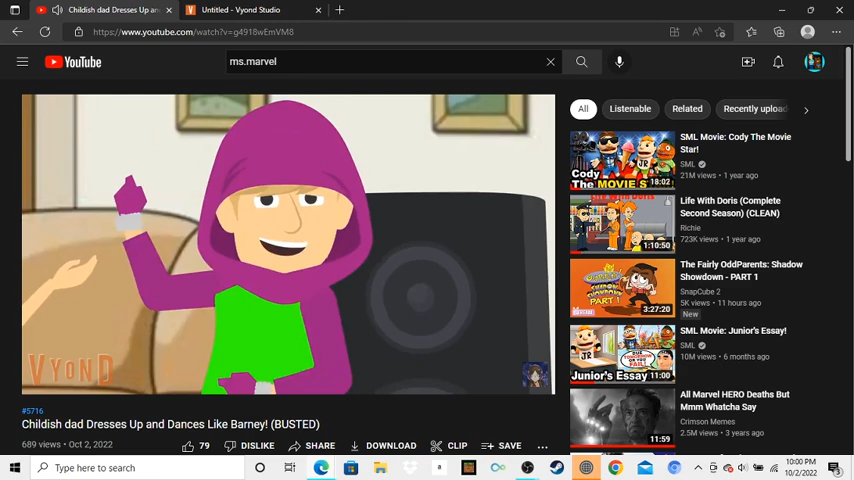 Childish dad Dresses Up an
Untitled - Vyond Studio
https://www.youtube.com/watch?v=g4918wEmVM8
YouTube
ms.marvel
All
Listenable
Related
Recently upload
VYOND
#5716
Childish dad Dresses Up and Dances Like Barney! (BUSTED)
689 views • Oct 2, 2022
79
DISLIKE
SHARE
DOWNLOAD
CLIP
SAVE
Cody
The MOVIE S
18:02
SML Movie: Cody The Movie
Star!
SML
21M views • 1 year ago
1:10:50
Life With Doris (Complete
Second Season) (CLEAN)
Richie
723K views • 1 year ago
PART 1
3:27:20
The Fairly OddParents: Shadow
Showdown - PART 1
SnapCube 2
5K views • 11 hours ago
New
JR
Junior's Essay!
11:00
SML Movie: Junior's Essay!
SML
10M views • 6 months ago
11:59
All Marvel HERO Deaths But
Mmm Whatcha Say
Crimson Memes
2.5M views • 3 years ago
Type here to search
10:00 PM
10/2/2022
3